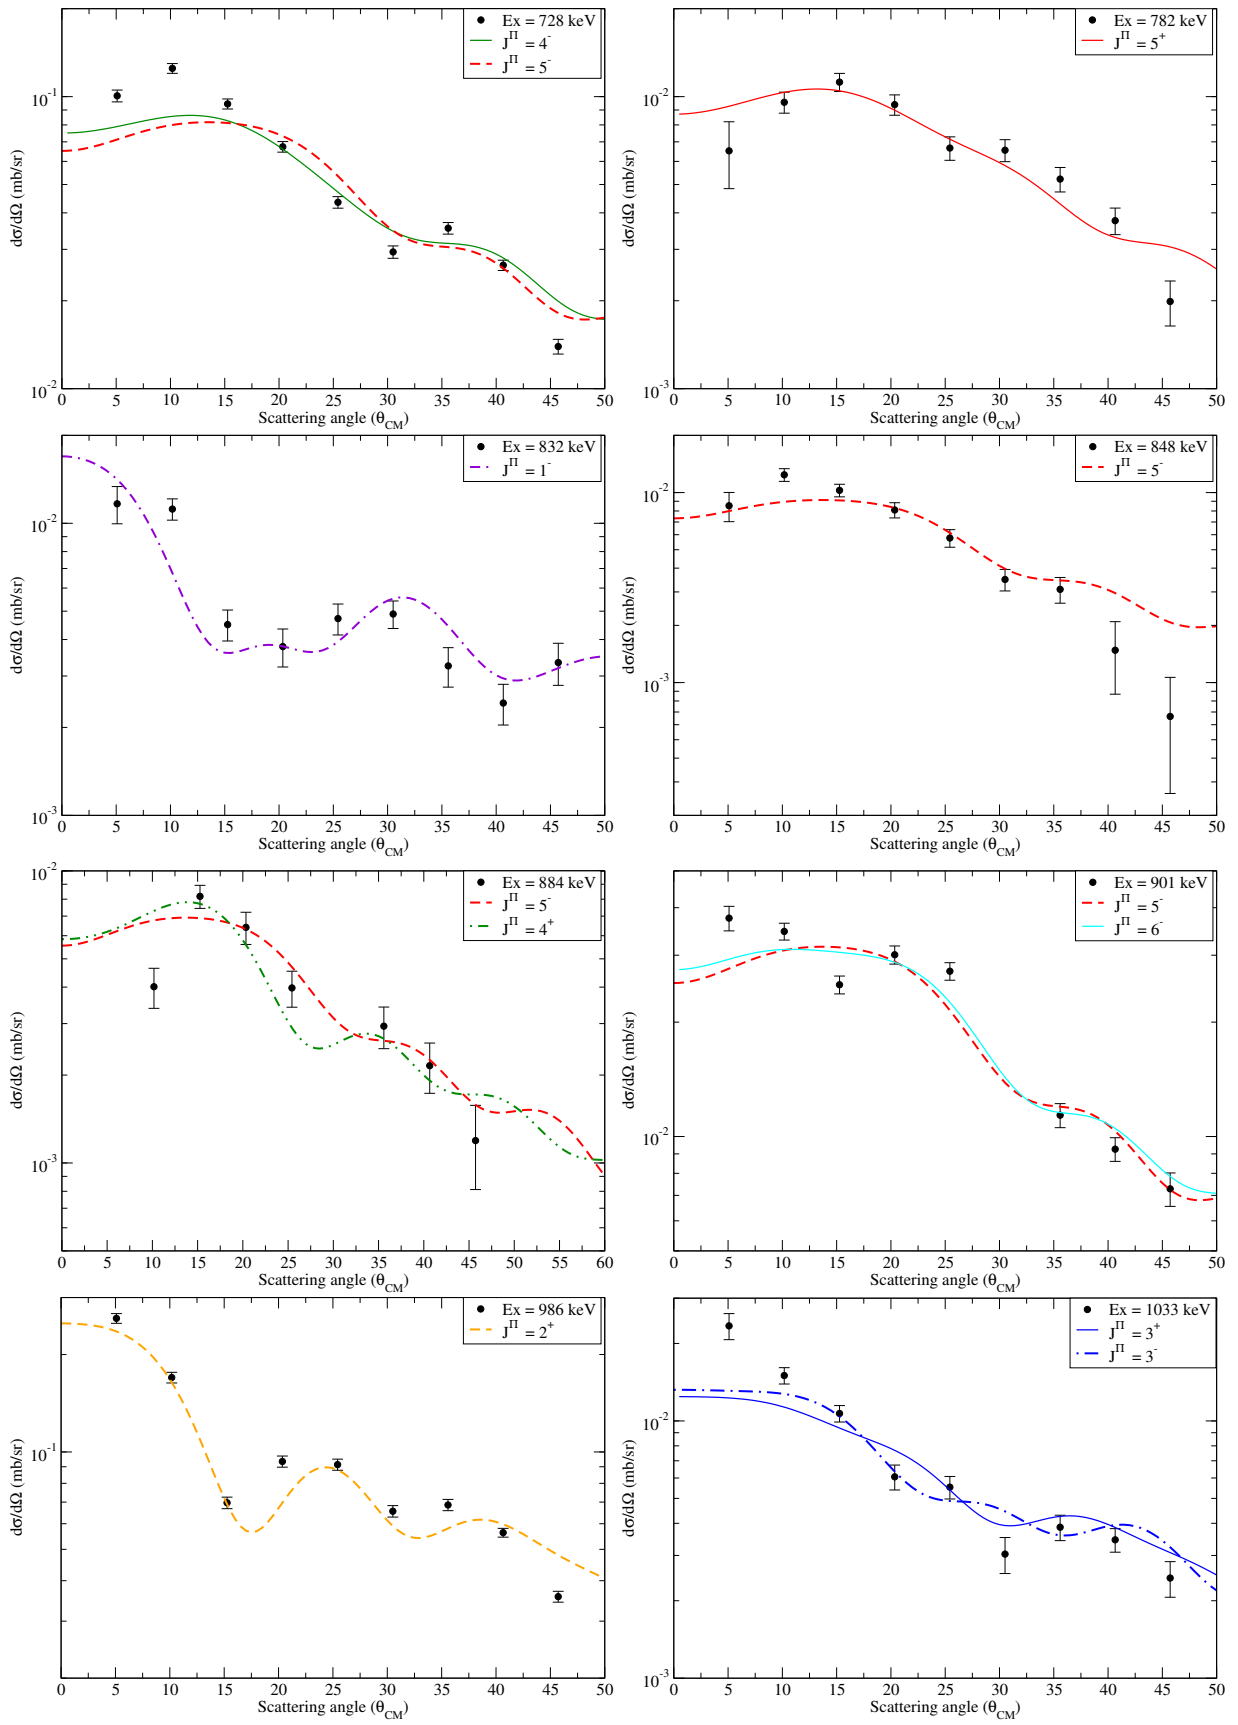 Ex = 728 keV
J^Π = 4^-
J^Π = 5^-
dσ/dΩ (mb/sr)
10^-1
10^-2
0 5 10 15 20 25 30 35 40 45 50
Scattering angle (θ_CM)
Ex = 782 keV
J^Π = 5^+
dσ/dΩ (mb/sr)
10^-2
10^-3
0 5 10 15 20 25 30 35 40 45 50
Scattering angle (θ_CM)
Ex = 832 keV
J^Π = 1^-
dσ/dΩ (mb/sr)
10^-2
10^-3
0 5 10 15 20 25 30 35 40 45 50
Scattering angle (θ_CM)
Ex = 848 keV
J^Π = 5^-
dσ/dΩ (mb/sr)
10^-2
10^-3
0 5 10 15 20 25 30 35 40 45 50
Scattering angle (θ_CM)
Ex = 884 keV
J^Π = 5^-
J^Π = 4^+
dσ/dΩ (mb/sr)
10^-2
10^-3
0 5 10 15 20 25 30 35 40 45 50 55 60
Scattering angle (θ_CM)
Ex = 901 keV
J^Π = 5^-
J^Π = 6^-
dσ/dΩ (mb/sr)
10^-2
0 5 10 15 20 25 30 35 40 45 50
Scattering angle (θ_CM)
Ex = 986 keV
J^Π = 2^+
dσ/dΩ (mb/sr)
10^-1
0 5 10 15 20 25 30 35 40 45 50
Scattering angle (θ_CM)
Ex = 1033 keV
J^Π = 3^+
J^Π = 3^-
dσ/dΩ (mb/sr)
10^-2
10^-3
0 5 10 15 20 25 30 35 40 45 50
Scattering angle (θ_CM)